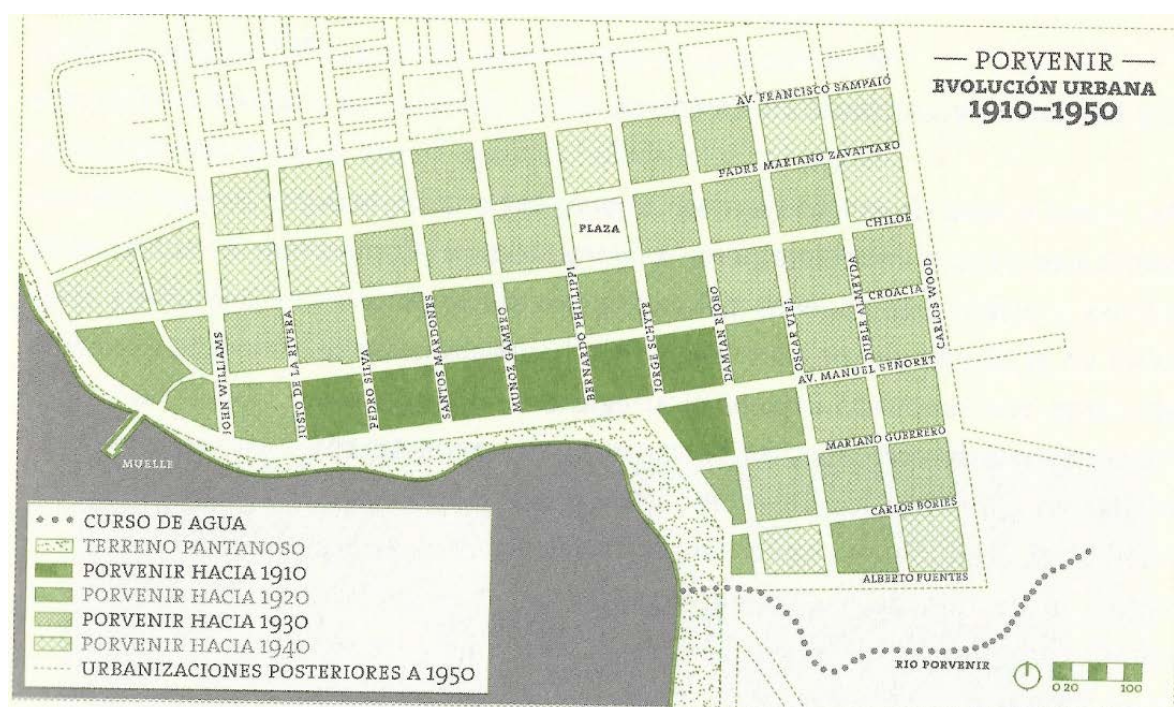 — PORVENIR —
EVOLUCIÓN URBANA
1910–1950
AV. FRANCISCO SAMPAIÓ
PADRE MARIANO ZAVATTARO
CHILOE
CROACIA
AV. MANUEL SEÑORET
MARIANO GUERRERO
CARLOS BORIES
ALBERTO FUENTES
PLAZA
JOHN WILLIAMS
JUSTO DE LA RIVERA
PEDRO SILVA
SANTOS MARDONES
MUÑOZ GAMERO
BERNARDO PHILLIPPI
JORGE SCHYTE
DAMIAN RIOBO
OSCAR VIEL
DUBLE ALMEYDA
CARLOS WOOD
MUELLE
CURSO DE AGUA
TERRENO PANTANOSO
PORVENIR HACIA 1910
PORVENIR HACIA 1920
PORVENIR HACIA 1930
PORVENIR HACIA 1940
URBANIZACIONES POSTERIORES A 1950
RIO PORVENIR
0 20 100